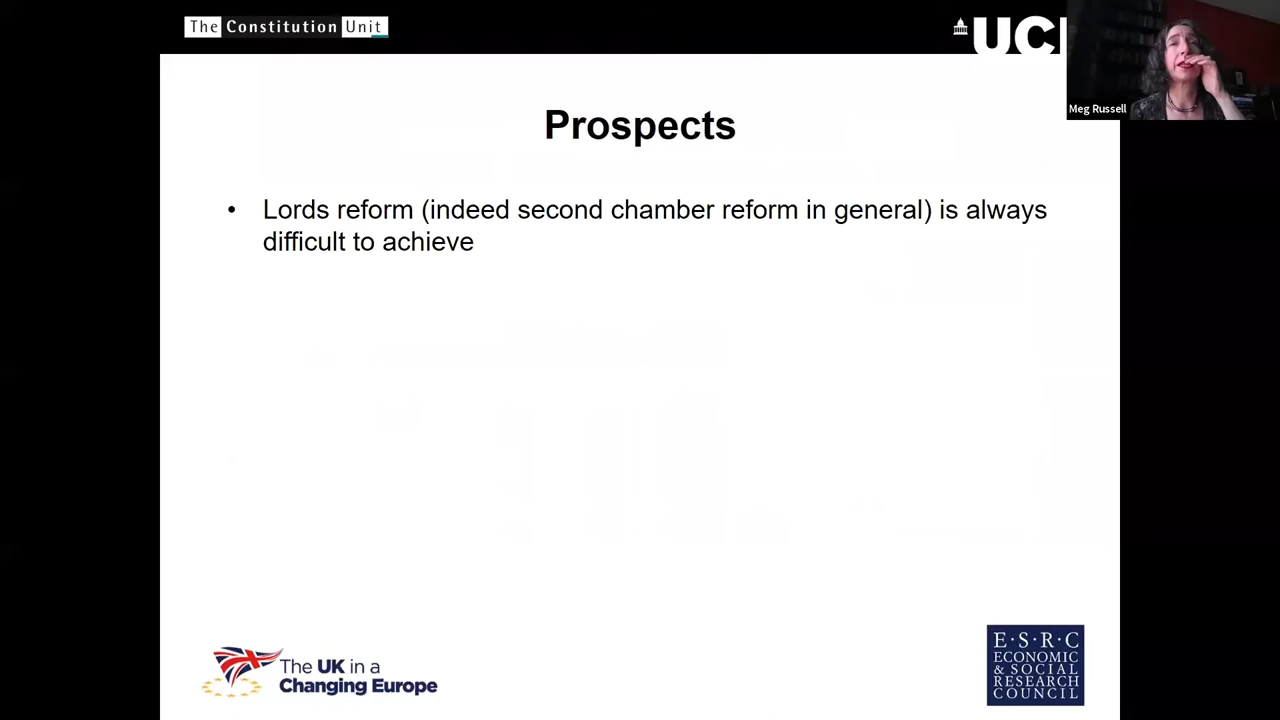 The Constitution Unit
UCL
Meg Russell
Prospects
• Lords reform (indeed second chamber reform in general) is always
difficult to achieve
The UK in a
Changing Europe
E·S·R·C
ECONOMIC
& SOCIAL
RESEARCH
COUNCIL